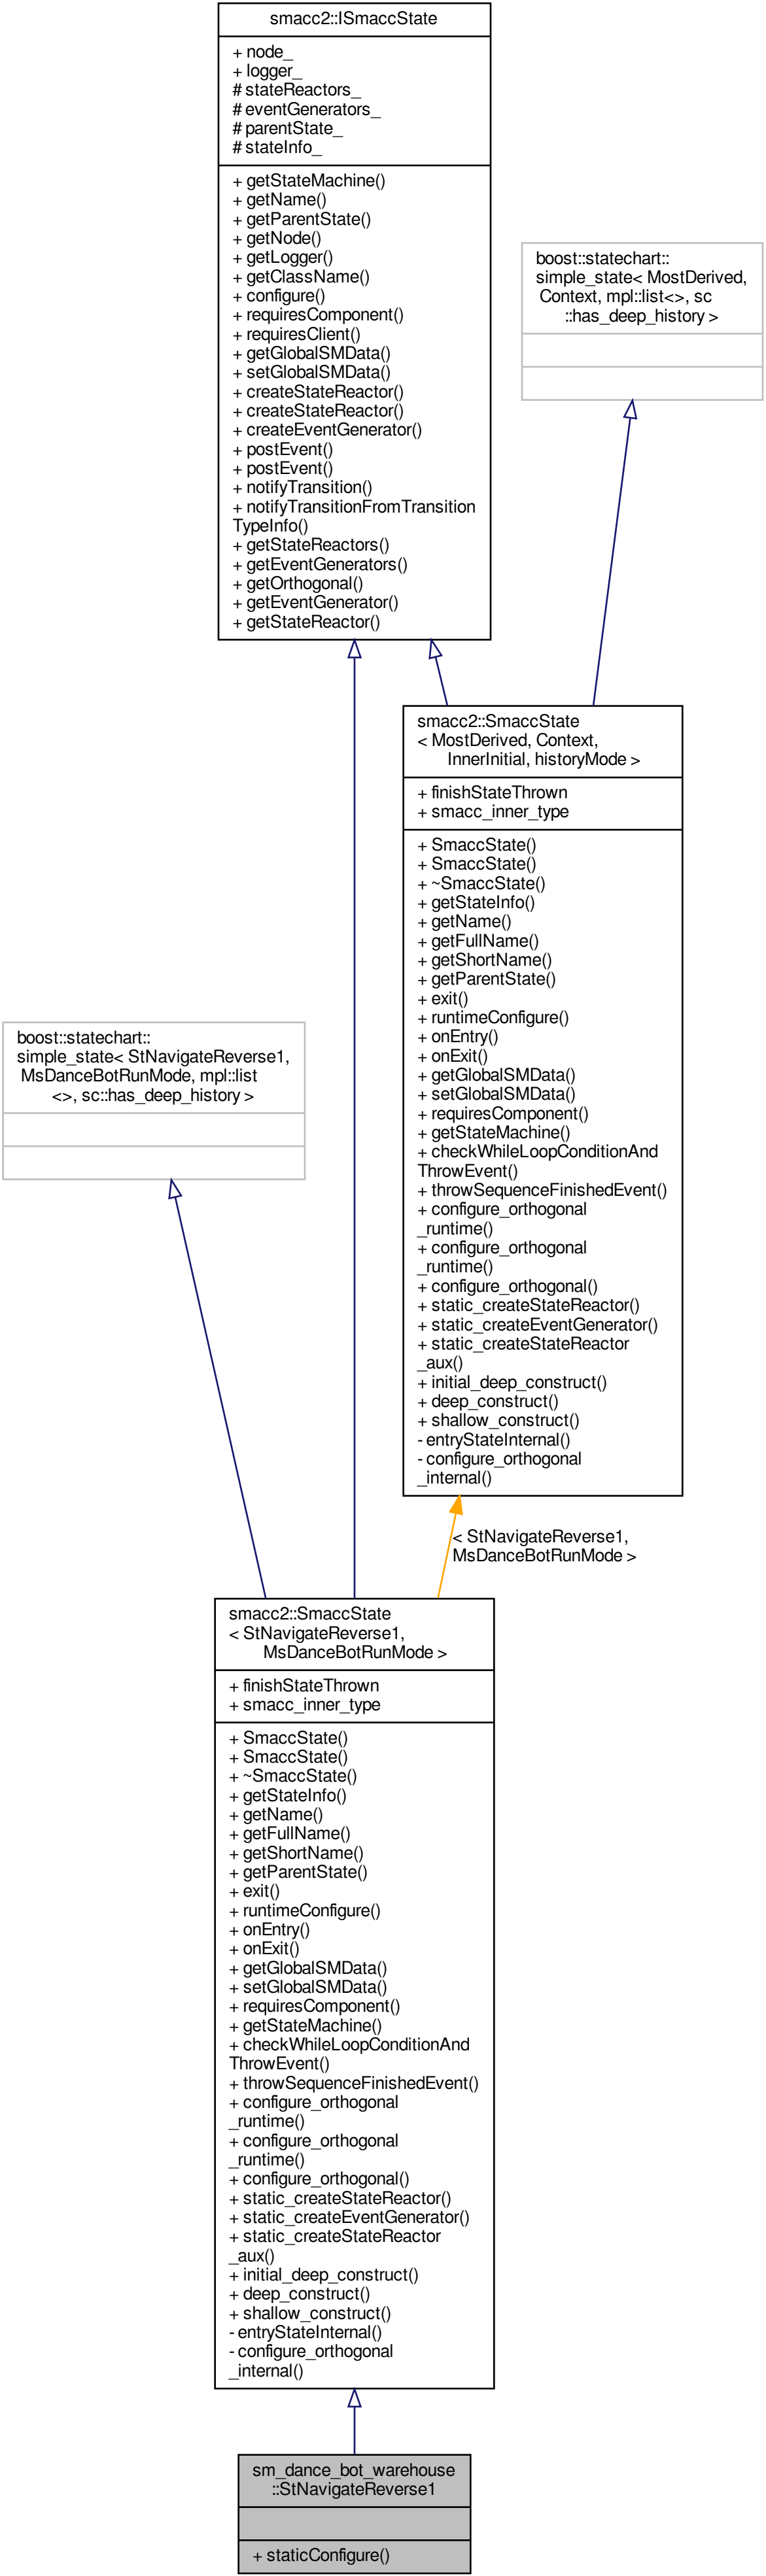 smacc2::ISmaccState
+ node_
+ logger_
# stateReactors_
# eventGenerators_
# parentState_
# stateInfo_
+ getStateMachine()
+ getName()
+ getParentState()
+ getNode()
+ getLogger()
+ getClassName()
+ configure()
+ requiresComponent()
+ requiresClient()
+ getGlobalSMData()
+ setGlobalSMData()
+ createStateReactor()
+ createStateReactor()
+ createEventGenerator()
+ postEvent()
+ postEvent()
+ notifyTransition()
+ notifyTransitionFromTransition
TypeInfo()
+ getStateReactors()
+ getEventGenerators()
+ getOrthogonal()
+ getEventGenerator()
+ getStateReactor()
boost::statechart::
simple_state< MostDerived,
Context, mpl::list<>, sc
::has_deep_history >
smacc2::SmaccState
< MostDerived, Context,
InnerInitial, historyMode >
+ finishStateThrown
+ smacc_inner_type
+ SmaccState()
+ SmaccState()
+ ~SmaccState()
+ getStateInfo()
+ getName()
+ getFullName()
+ getShortName()
+ getParentState()
+ exit()
+ runtimeConfigure()
+ onEntry()
+ onExit()
+ getGlobalSMData()
+ setGlobalSMData()
+ requiresComponent()
+ getStateMachine()
+ checkWhileLoopConditionAnd
ThrowEvent()
+ throwSequenceFinishedEvent()
+ configure_orthogonal
_runtime()
+ configure_orthogonal
_runtime()
+ configure_orthogonal()
+ static_createStateReactor()
+ static_createEventGenerator()
+ static_createStateReactor
_aux()
+ initial_deep_construct()
+ deep_construct()
+ shallow_construct()
- entryStateInternal()
- configure_orthogonal
_internal()
boost::statechart::
simple_state< StNavigateReverse1,
MsDanceBotRunMode, mpl::list
<>, sc::has_deep_history >
< StNavigateReverse1,
MsDanceBotRunMode >
smacc2::SmaccState
< StNavigateReverse1,
MsDanceBotRunMode >
+ finishStateThrown
+ smacc_inner_type
+ SmaccState()
+ SmaccState()
+ ~SmaccState()
+ getStateInfo()
+ getName()
+ getFullName()
+ getShortName()
+ getParentState()
+ exit()
+ runtimeConfigure()
+ onEntry()
+ onExit()
+ getGlobalSMData()
+ setGlobalSMData()
+ requiresComponent()
+ getStateMachine()
+ checkWhileLoopConditionAnd
ThrowEvent()
+ throwSequenceFinishedEvent()
+ configure_orthogonal
_runtime()
+ configure_orthogonal
_runtime()
+ configure_orthogonal()
+ static_createStateReactor()
+ static_createEventGenerator()
+ static_createStateReactor
_aux()
+ initial_deep_construct()
+ deep_construct()
+ shallow_construct()
- entryStateInternal()
- configure_orthogonal
_internal()
sm_dance_bot_warehouse
::StNavigateReverse1
+ staticConfigure()